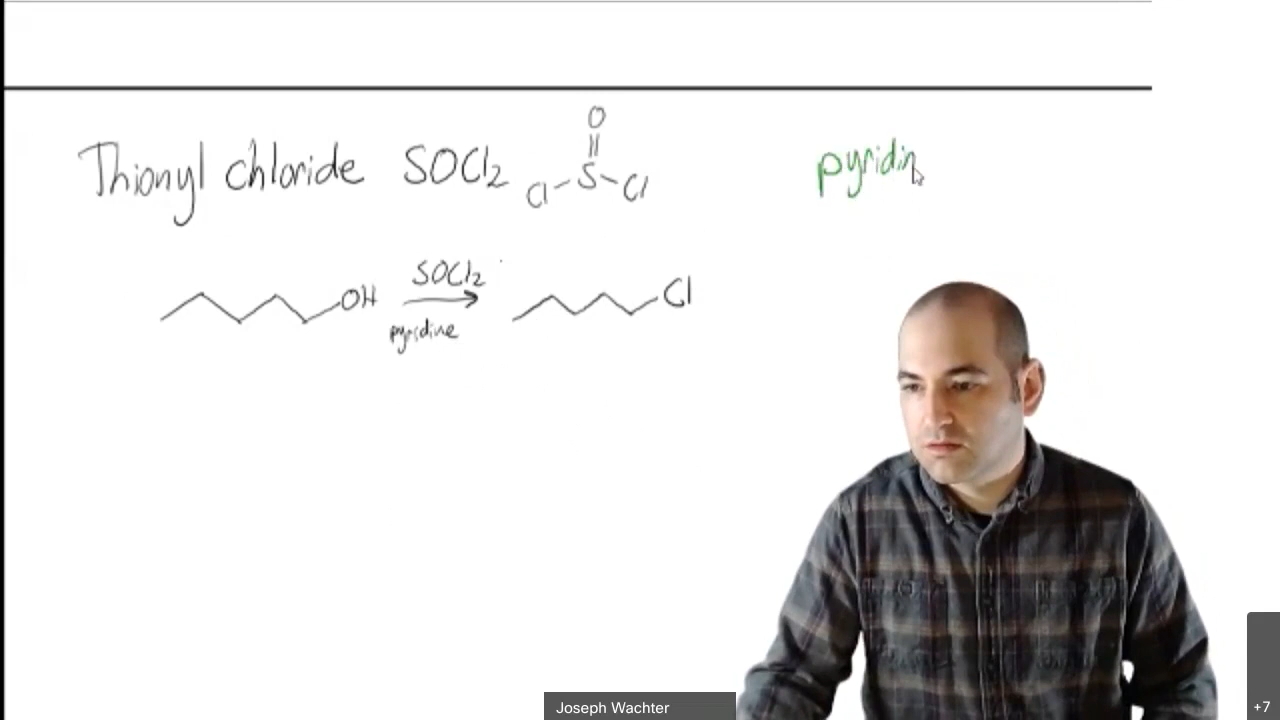 Thionyl chloride SOCl2
O
||
Cl-S-Cl
pyridin
OH
SOCl2
pyridine
Cl
Joseph Wachter
+7